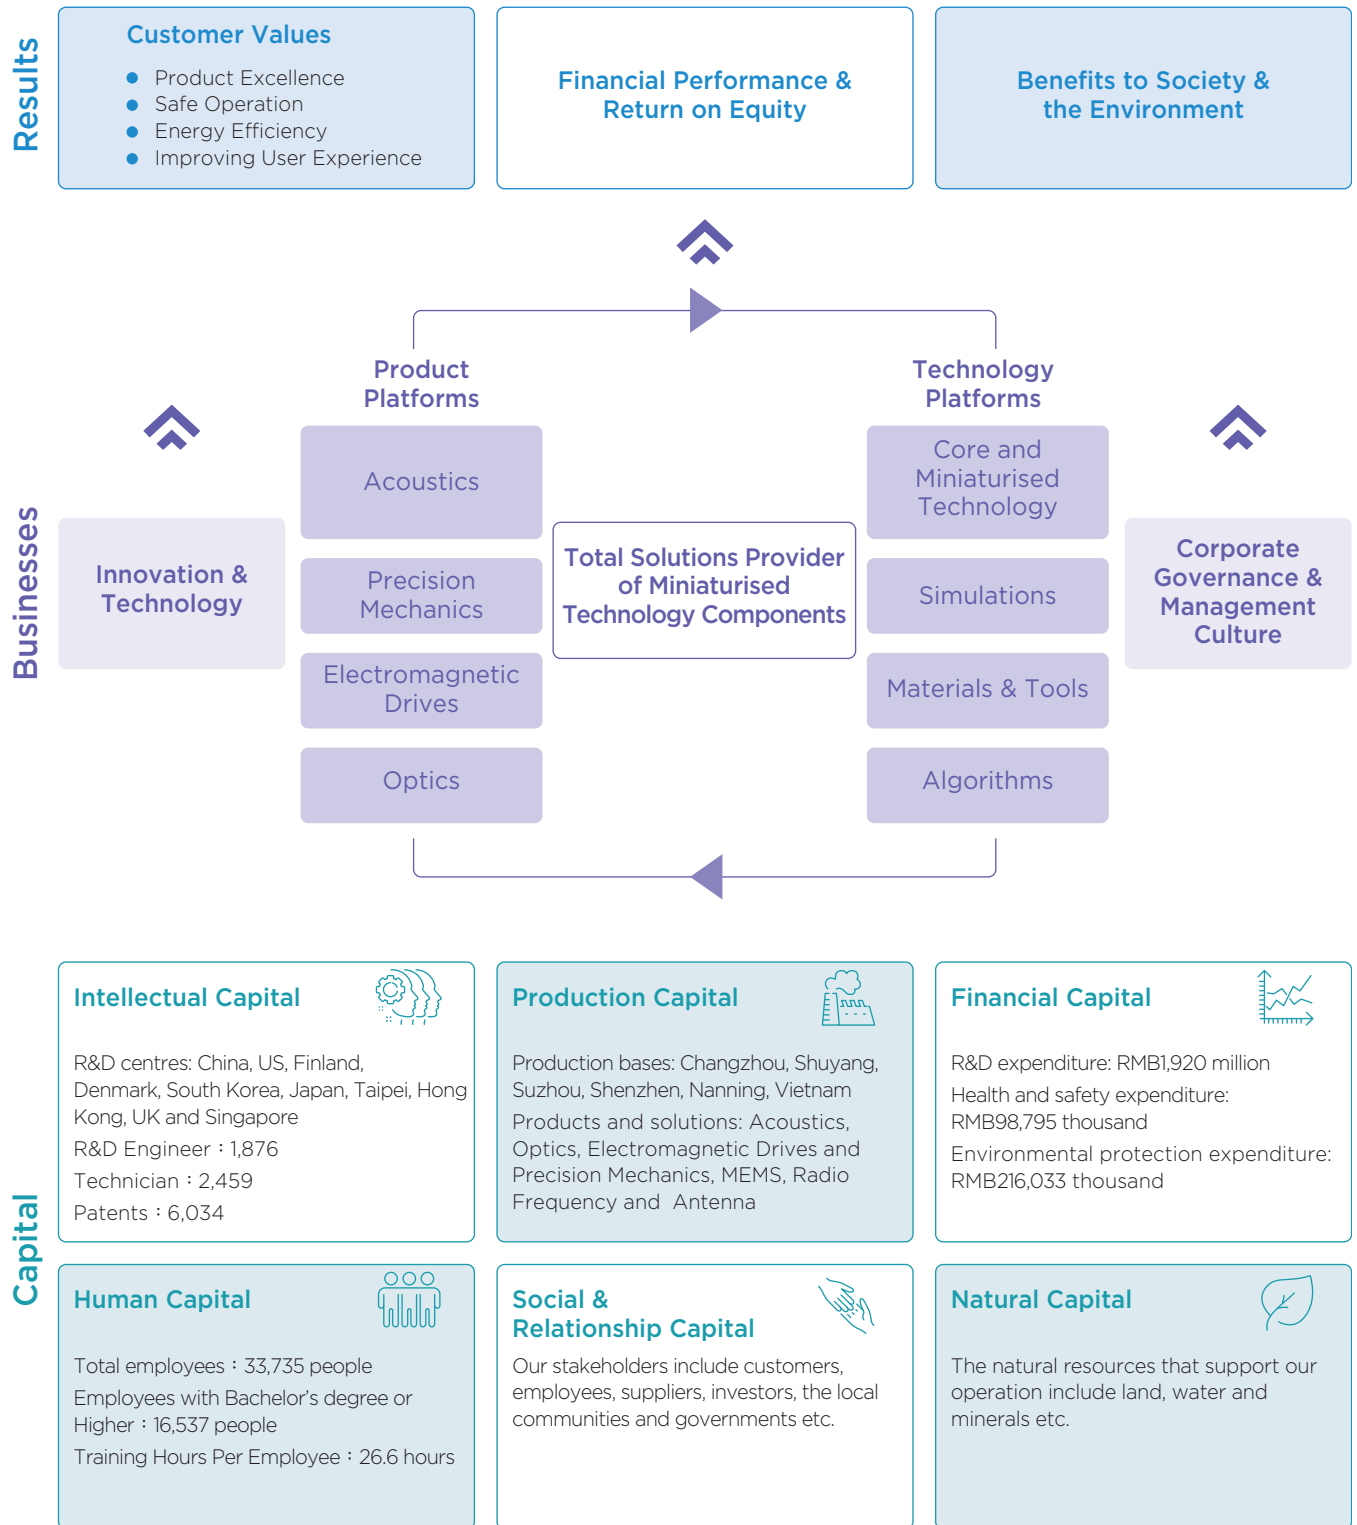 Results
Customer Values
Product Excellence
Safe Operation
Energy Efficiency
Improving User Experience
Financial Performance &
Return on Equity
Benefits to Society &
the Environment
Businesses
Innovation &
Technology
Product
Platforms
Acoustics
Precision
Mechanics
Electromagnetic
Drives
Optics
Total Solutions Provider
of Miniaturised
Technology Components
Technology
Platforms
Core and
Miniaturised
Technology
Simulations
Materials & Tools
Algorithms
Corporate
Governance &
Management
Culture
Capital
Intellectual Capital
R&D centres: China, US, Finland,
Denmark, South Korea, Japan, Taipei, Hong
Kong, UK and Singapore
R&D Engineer：1,876
Technician：2,459
Patents：6,034
Production Capital
Production bases: Changzhou, Shuyang,
Suzhou, Shenzhen, Nanning, Vietnam
Products and solutions: Acoustics,
Optics, Electromagnetic Drives and
Precision Mechanics, MEMS, Radio
Frequency and Antenna
Financial Capital
R&D expenditure: RMB1,920 million
Health and safety expenditure:
RMB98,795 thousand
Environmental protection expenditure:
RMB216,033 thousand
Human Capital
Total employees：33,735 people
Employees with Bachelor’s degree or
Higher：16,537 people
Training Hours Per Employee：26.6 hours
Social &
Relationship Capital
Our stakeholders include customers,
employees, suppliers, investors, the local
communities and governments etc.
Natural Capital
The natural resources that support our
operation include land, water and
minerals etc.